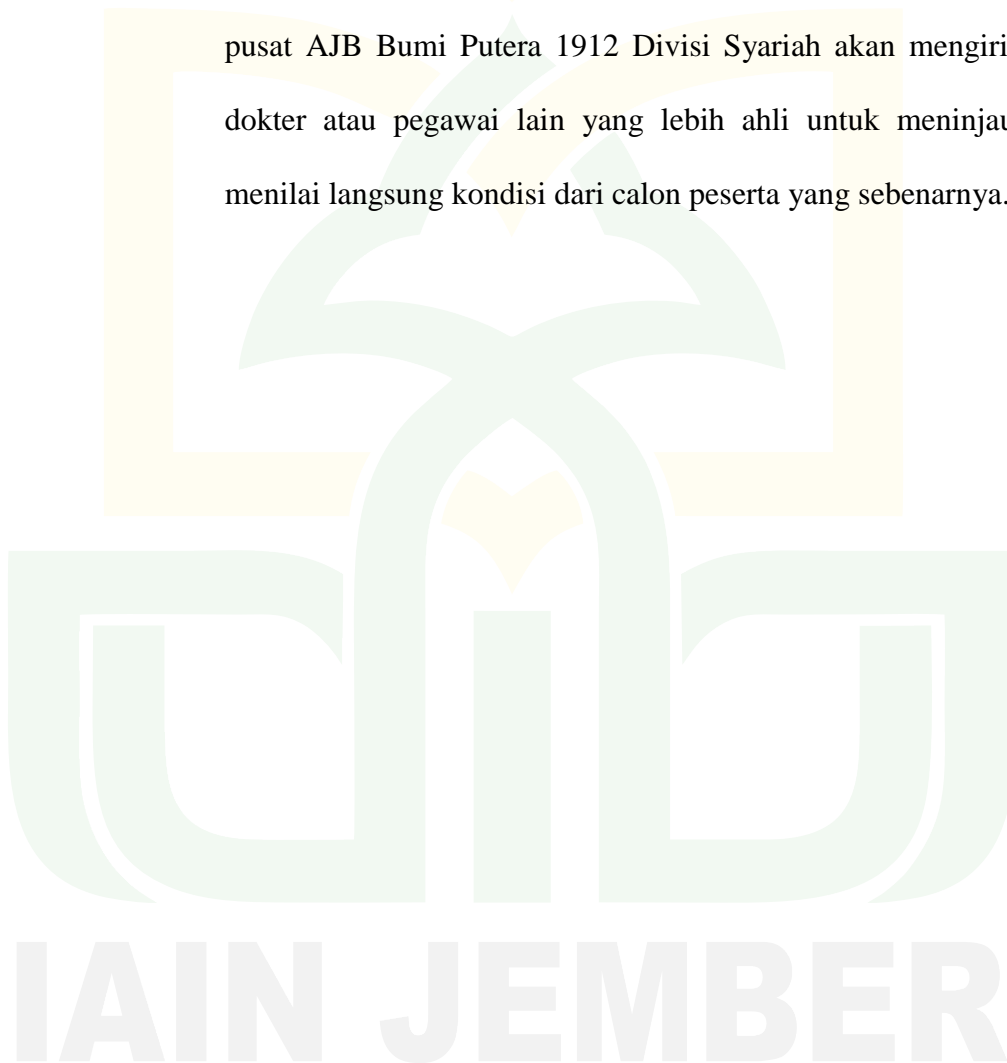 pusat AJB Bumi Putera 1912 Divisi Syariah akan mengiri
dokter atau pegawai lain yang lebih ahli untuk meninjau
menilai langsung kondisi dari calon peserta yang sebenarnya.
IAIN JEMBER